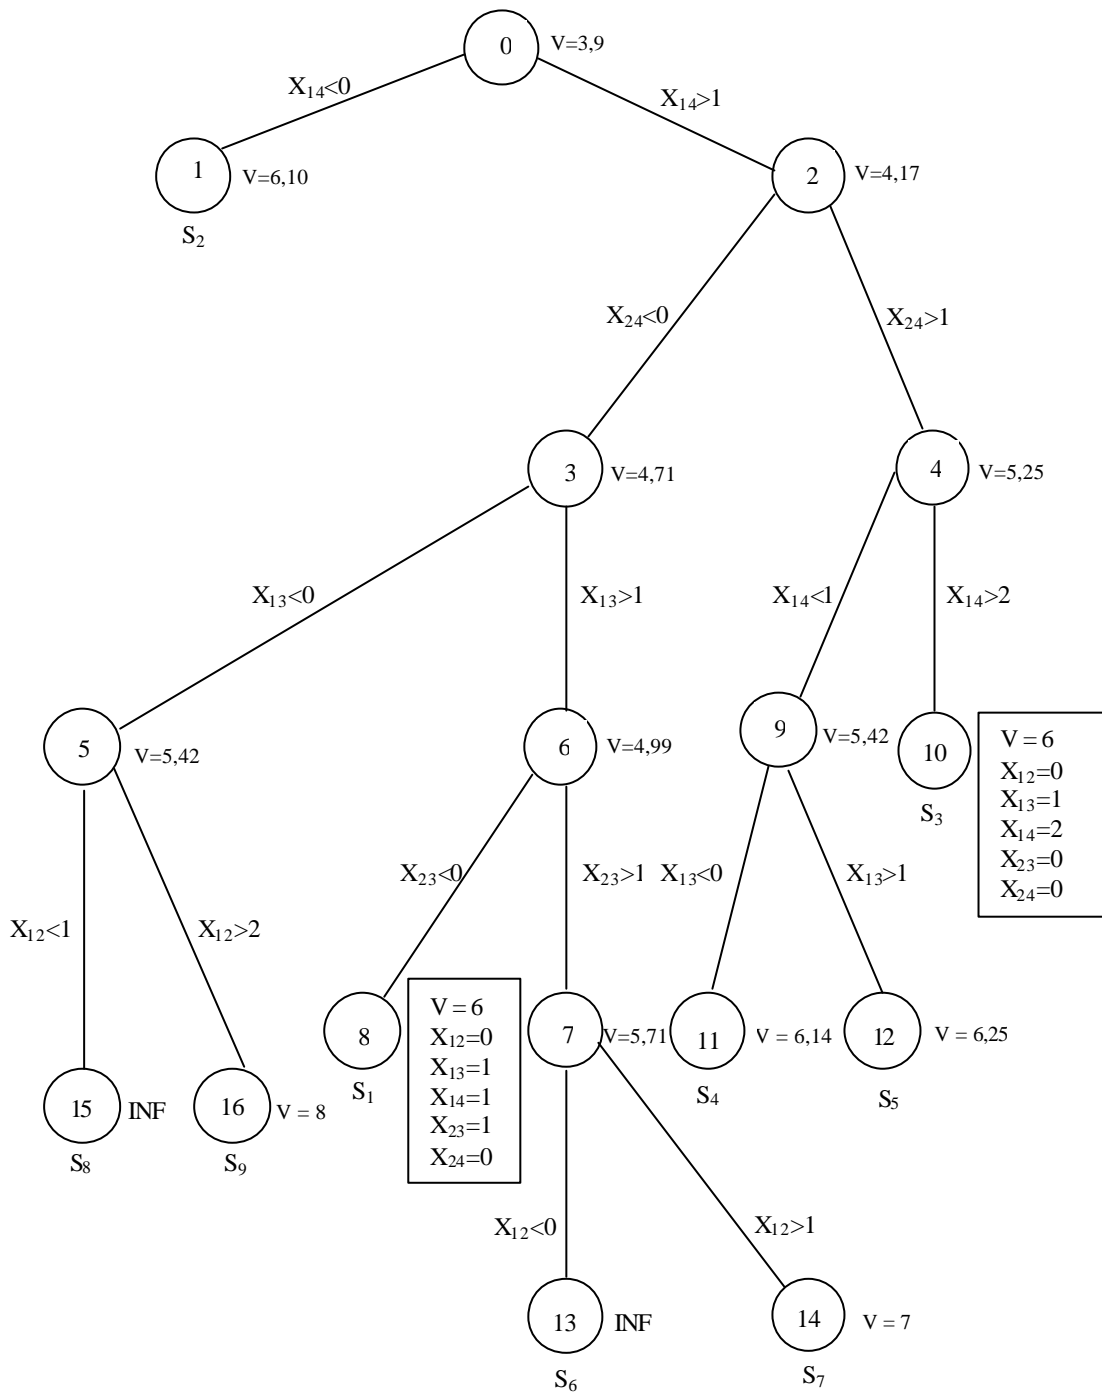 0 V=3,9
X14<0
X14>1
1 V=6,10
S2
2 V=4,17
X24<0
X24>1
3 V=4,71
4 V=5,25
X13<0
X13>1
X14<1
X14>2
5 V=5,42
6 V=4,99
9 V=5,42
10
S3
V = 6
X12=0
X13=1
X14=2
X23=0
X24=0
X12<1
X12>2
X23<0
X23>1
X13<0
X13>1
8
S1
V = 6
X12=0
X13=1
X14=1
X23=1
X24=0
7 V=5,71
11 V = 6,14
S4
12 V = 6,25
S5
15 INF
S8
16 V = 8
S9
X12<0
X12>1
13 INF
S6
14 V = 7
S7